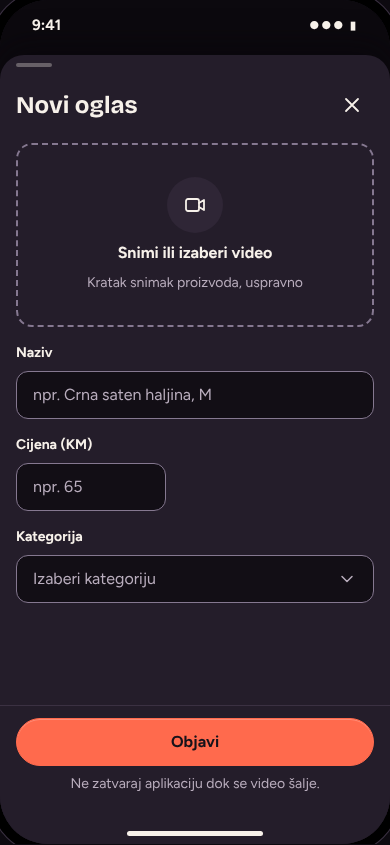 9:41
Novi oglas
Snimi ili izaberi video
Kratak snimak proizvoda, uspravno
Naziv
npr. Crna saten haljina, M
Cijena (KM)
npr. 65
Kategorija
Izaberi kategoriju
Objavi
Ne zatvaraj aplikaciju dok se video šalje.